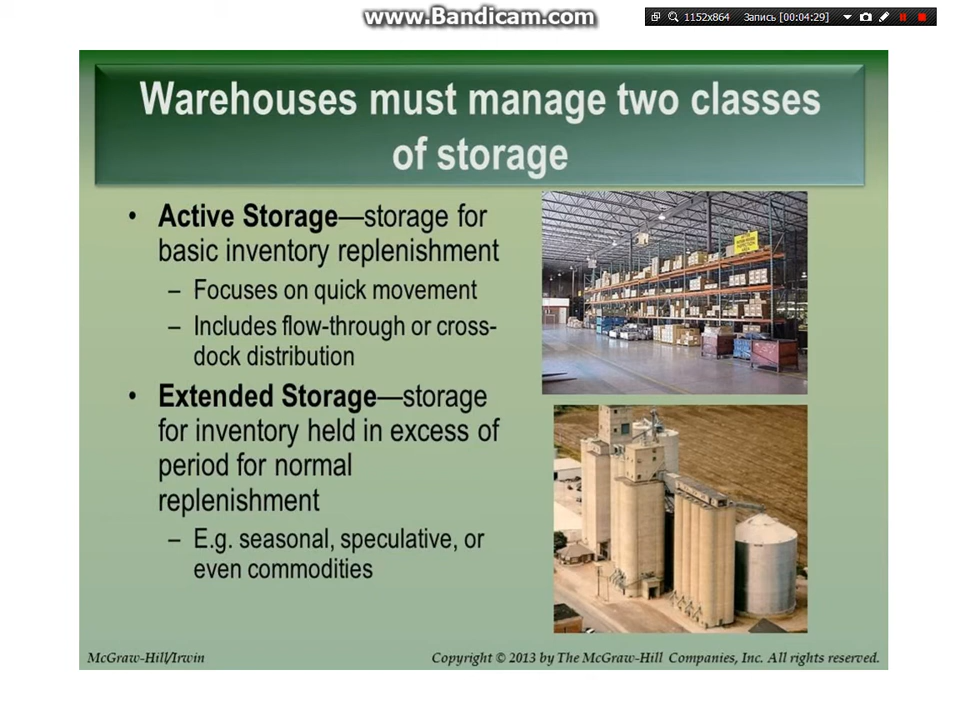 www.Bandicam.com
1152x864 Запись [00:04:29]
Warehouses must manage two classes
of storage
• Active Storage—storage for
basic inventory replenishment
– Focuses on quick movement
– Includes flow-through or cross-
dock distribution
• Extended Storage—storage
for inventory held in excess of
period for normal
replenishment
– E.g. seasonal, speculative, or
even commodities
McGraw-Hill/Irwin
Copyright © 2013 by The McGraw-Hill Companies, Inc. All rights reserved.